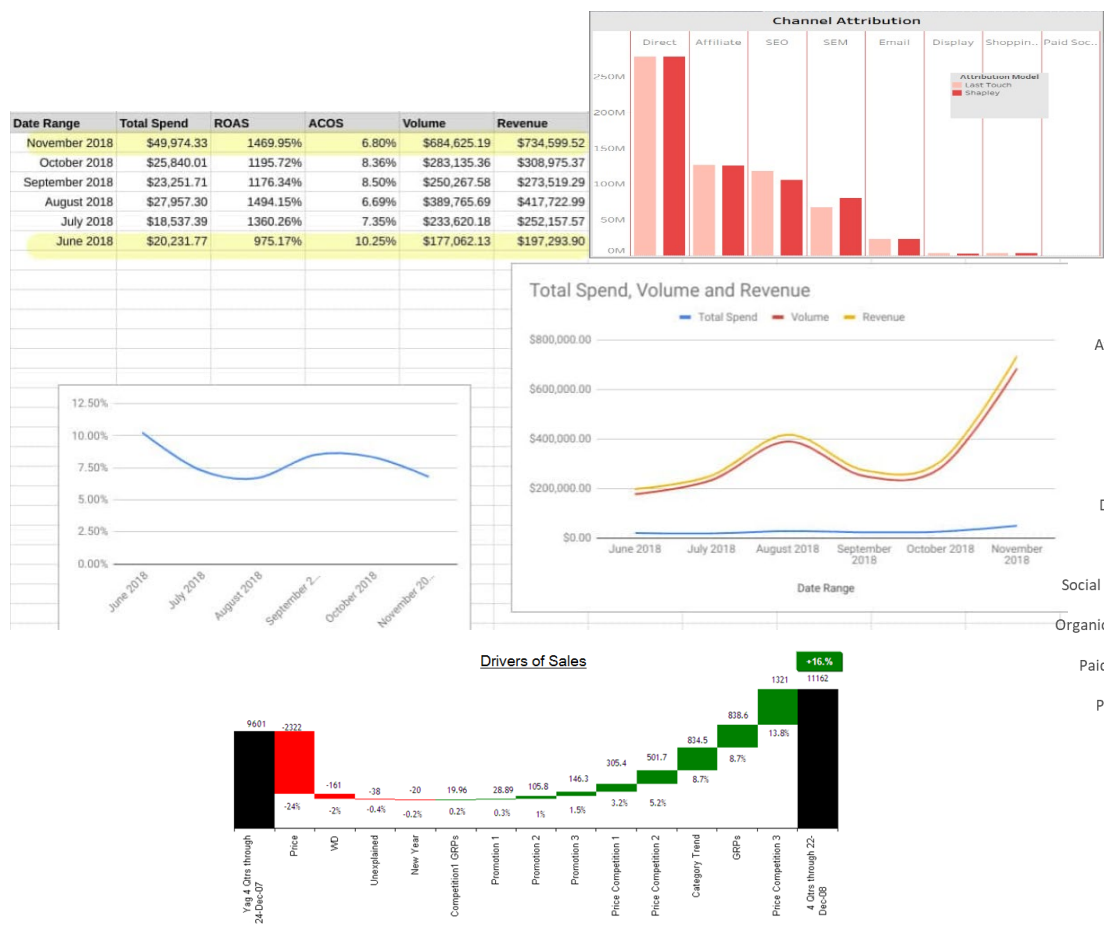 Channel Attribution
Direct Affiliate SEO SEM Email Display Shoppin.. Paid Soc..
Attribution Model
Last Touch
Shapley
250M
200M
150M
100M
50M
0M
Date Range Total Spend ROAS ACOS Volume Revenue
November 2018 $49,974.33 1469.95% 6.80% $684,625.19 $734,599.52
October 2018 $25,840.01 1195.72% 8.36% $283,135.36 $308,975.37
September 2018 $23,251.71 1176.34% 8.50% $250,267.58 $273,519.29
August 2018 $27,957.30 1494.15% 6.69% $389,765.69 $417,722.99
July 2018 $18,537.39 1360.26% 7.35% $233,620.18 $252,157.57
June 2018 $20,231.77 975.17% 10.25% $177,062.13 $197,293.90
Total Spend, Volume and Revenue
Total Spend Volume Revenue
$800,000.00
$600,000.00
$400,000.00
$200,000.00
$0.00
June 2018 July 2018 August 2018 September 2018 October 2018 November 2018
Date Range
12.50%
10.00%
7.50%
5.00%
2.50%
0.00%
June 2018 July 2018 August 2018 September 2... October 2018 November 20...
A
Social
Organic
Paid
P
Drivers of Sales
+16.%
9601 -2322 -161 -38 -20 19.96 28.89 105.8 146.3 305.4 501.7 834.5 838.6 1321 11162
-24% -2% -0.4% -0.2% 0.2% 0.3% 1% 1.5% 3.2% 5.2% 8.7% 8.7% 13.8%
Yag 4 Qtrs through 24-Dec-07
Price
WD
Unexplained
New Year
Competition1 GRPs
Promotion 1
Promotion 2
Promotion 3
Price Competition 1
Price Competition 2
Category Trend
GRPs
Price Competition 3
4 Qtrs through 22-Dec-08